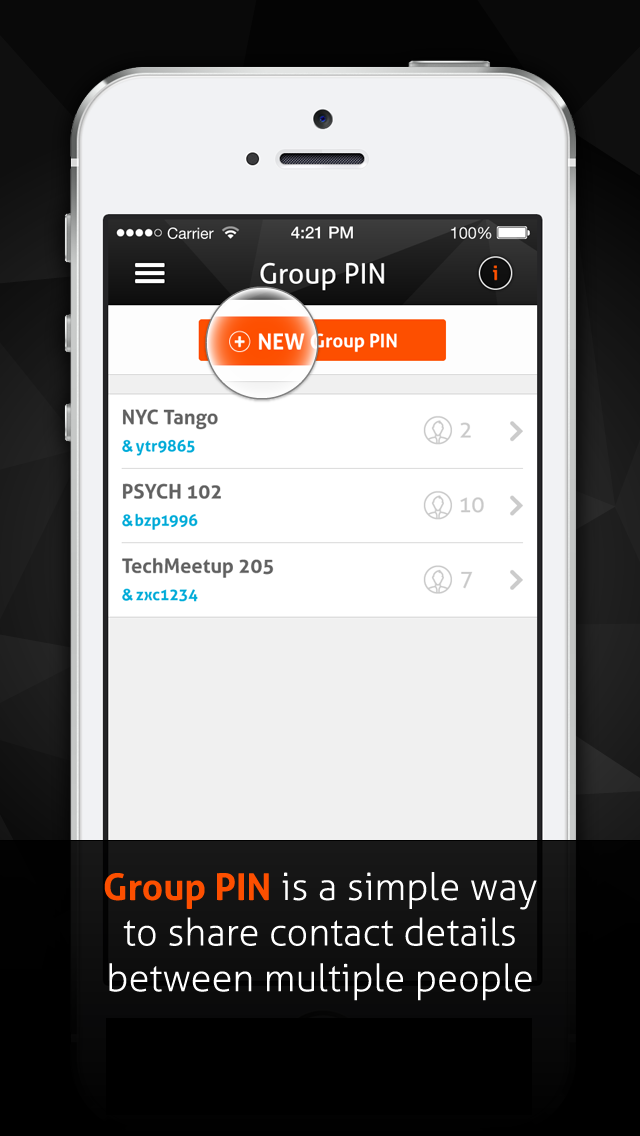 Carrier 4:21 PM 100%
Group PIN i
NEW Group PIN
NYC Tango
&ytr9865 2
PSYCH 102
&bzp1996 10
TechMeetup 205
&zxc1234 7
Group PIN is a simple way
to share contact details
between multiple people